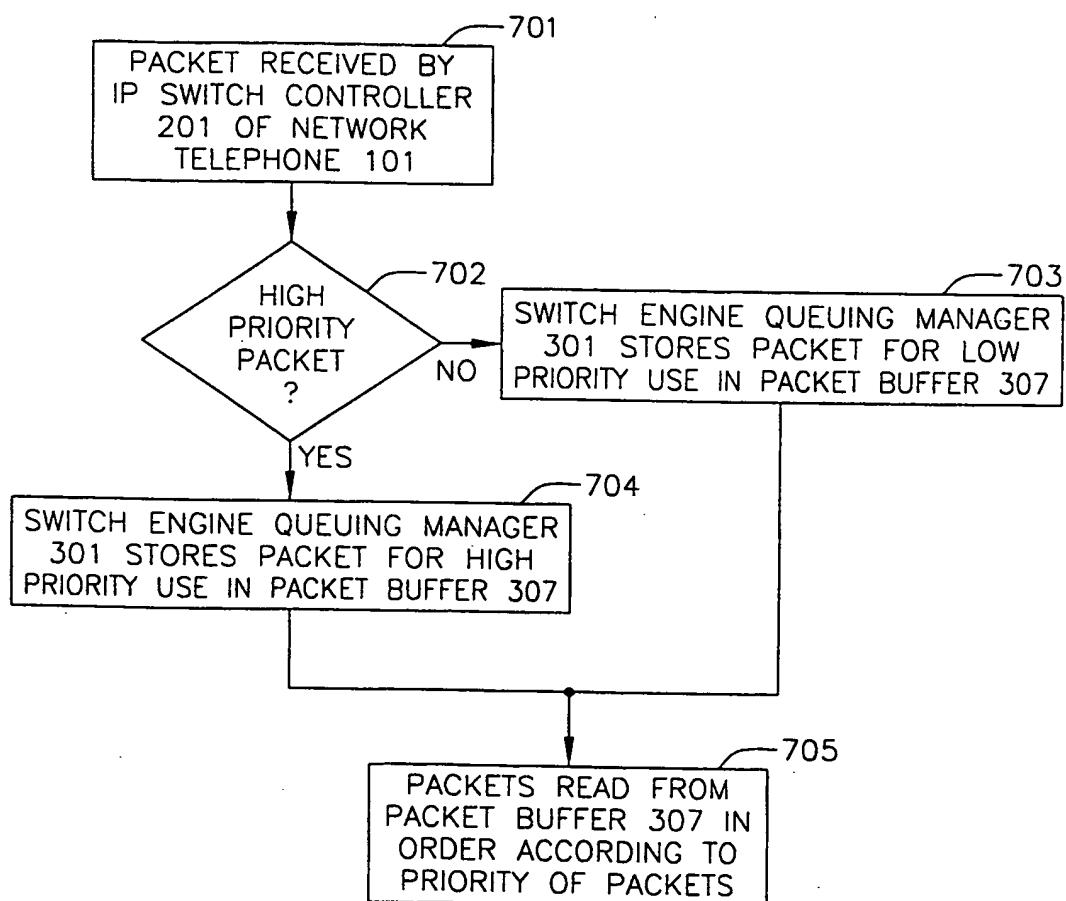 701
PACKET RECEIVED BY
IP SWITCH CONTROLLER
201 OF NETWORK
TELEPHONE 101
702
HIGH
PRIORITY
PACKET
?
NO
YES
703
SWITCH ENGINE QUEUING MANAGER
301 STORES PACKET FOR LOW
PRIORITY USE IN PACKET BUFFER 307
704
SWITCH ENGINE QUEUING MANAGER
301 STORES PACKET FOR HIGH
PRIORITY USE IN PACKET BUFFER 307
705
PACKETS READ FROM
PACKET BUFFER 307 IN
ORDER ACCORDING TO
PRIORITY OF PACKETS